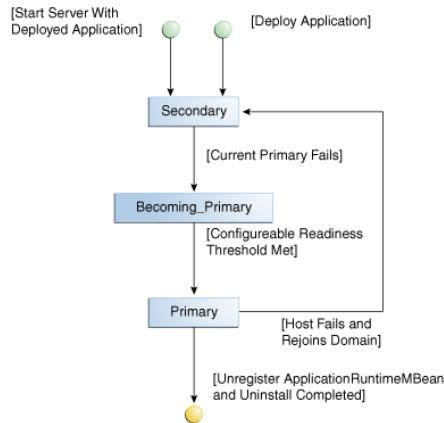 [Start Server With
Deployed Application]
[Deploy Application]
Secondary
[Current Primary Fails]
Becoming_Primary
[Configureable Readiness
Threshold Met]
Primary
[Host Fails and
Rejoins Domain]
[Unregister ApplicationRuntimeMBean
and Uninstall Completed]